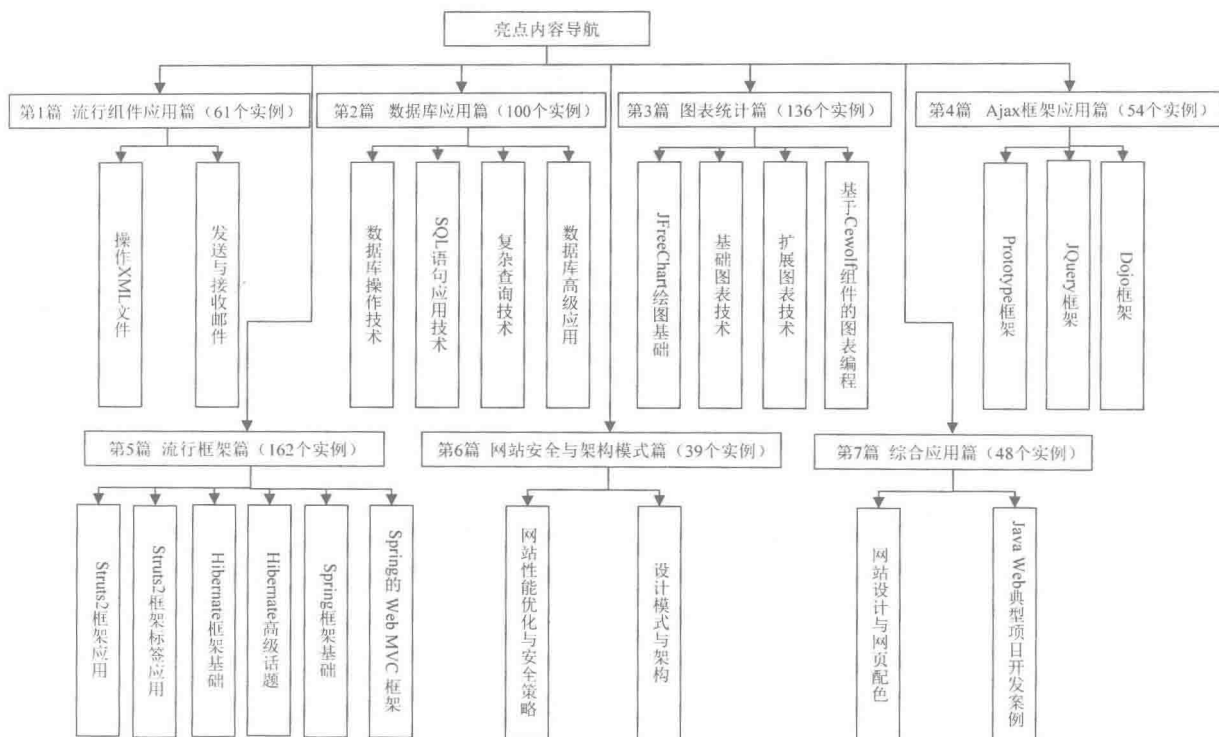 亮点内容导航
第1篇 流行组件应用篇（61个实例）
第2篇 数据库应用篇（100个实例）
第3篇 图表统计篇（136个实例）
第4篇 Ajax框架应用篇（54个实例）
操作XML文件
发送与接收邮件
数据库操作技术
SQL语句应用技术
复杂查询技术
数据库高级应用
JFreeChart绘图基础
基础图表技术
扩展图表技术
基于Cewolf组件的图表编程
Prototype框架
JQuery框架
Dojo框架
第5篇 流行框架篇（162个实例）
第6篇 网站安全与架构模式篇（39个实例）
第7篇 综合应用篇（48个实例）
Struts2框架应用
Struts2框架标签应用
Hibernate框架基础
Hibernate高级话题
Spring框架基础
Spring的 Web MVC 框架
网站性能优化与安全策略
设计模式与架构
网站设计与网页配色
Java Web典型项目开发案例